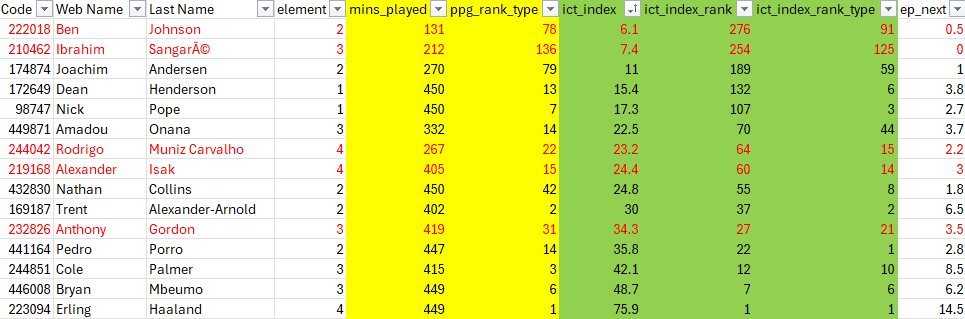 Code Web Name Last Name element mins_played ppg_rank_type ict_index ict_index_rank ict_index_rank_type ep_next
222018 Ben Johnson 2 131 78 6.1 276 91 0.5
210462 Ibrahim SangarÃ© 3 212 136 7.4 254 125 0
174874 Joachim Andersen 2 270 79 11 189 59 1
172649 Dean Henderson 1 450 13 15.4 132 6 3.8
98747 Nick Pope 1 450 7 17.3 107 3 2.7
449871 Amadou Onana 3 332 14 22.5 70 44 3.7
244042 Rodrigo Muniz Carvalho 4 267 22 23.2 64 15 2.2
219168 Alexander Isak 4 405 15 24.4 60 14 3
432830 Nathan Collins 2 450 42 24.8 55 8 1.8
169187 Trent Alexander-Arnold 2 402 2 30 37 2 6.5
232826 Anthony Gordon 3 419 31 34.3 27 21 3.5
441164 Pedro Porro 2 447 14 35.8 22 1 2.8
244851 Cole Palmer 3 415 3 42.1 12 10 8.5
446008 Bryan Mbeumo 3 449 6 48.7 7 6 6.2
223094 Erling Haaland 4 449 1 75.9 1 1 14.5